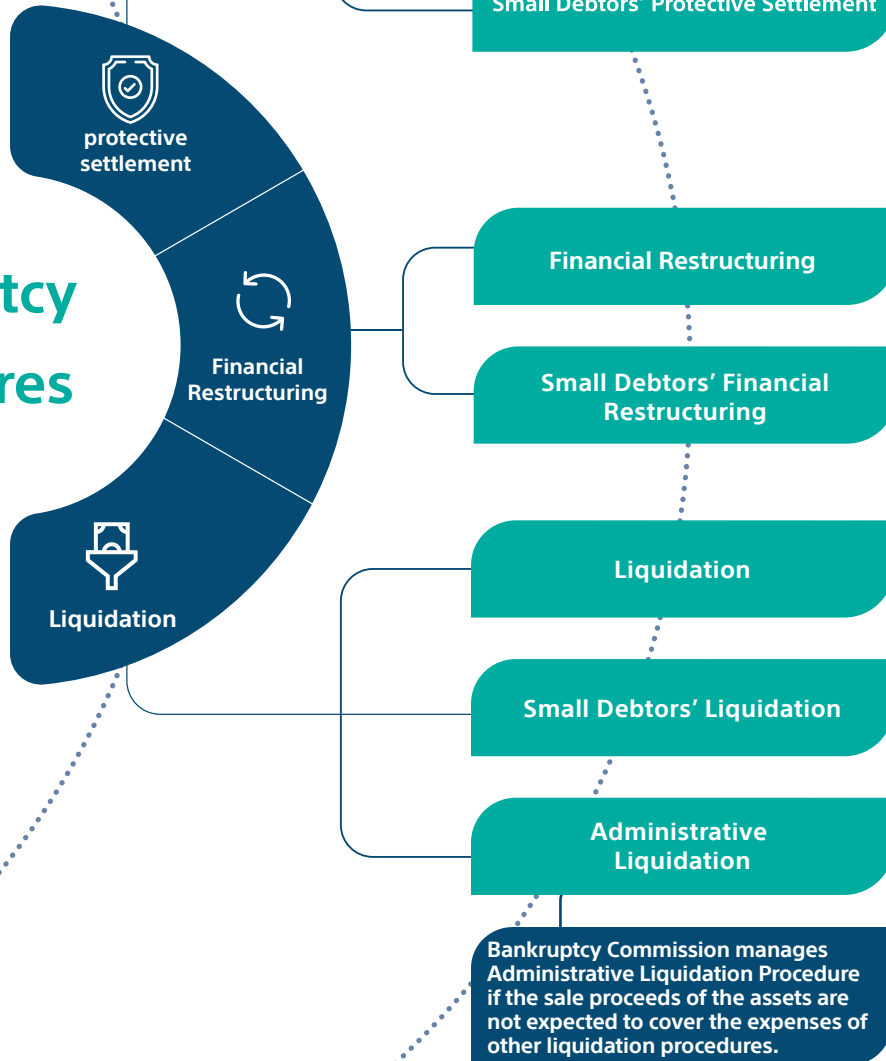 Small Debtors’ Protective Settlement
protective
settlement
Financial
Restructuring
Liquidation
Financial Restructuring
Small Debtors’ Financial
Restructuring
Liquidation
Small Debtors’ Liquidation
Administrative
Liquidation
Bankruptcy Commission manages
Administrative Liquidation Procedure
if the sale proceeds of the assets are
not expected to cover the expenses of
other liquidation procedures.